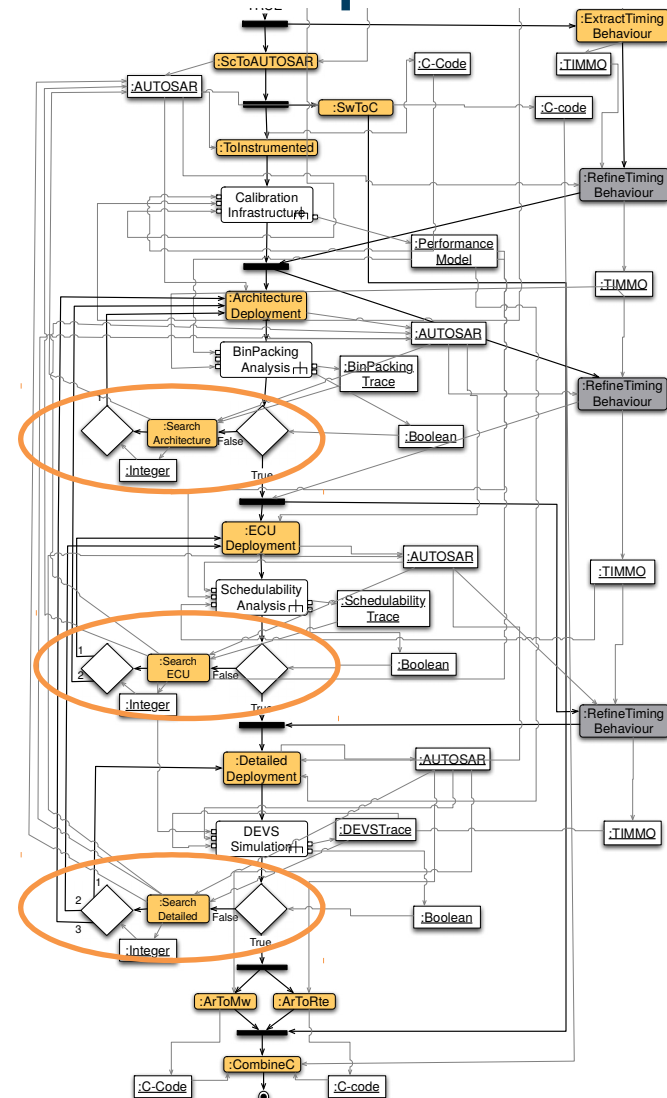 TRUE
:ExtractTiming
Behaviour
:ScToAUTOSAR
:C-Code
:TIMMO
:AUTOSAR
:SwToC
:C-code
:ToInstrumented
:RefineTiming
Behaviour
Calibration
Infrastructure
:Performance
Model
:TIMMO
:Architecture
Deployment
:AUTOSAR
BinPacking
Analysis
:BinPacking
Trace
:RefineTiming
Behaviour
1
:Search
Architecture
False
:Boolean
:Integer
True
:ECU
Deployment
:AUTOSAR
:TIMMO
Schedulability
Analysis
:Schedulability
Trace
1
2
:Search
ECU
False
:Boolean
:Integer
True
:RefineTiming
Behaviour
:Detailed
Deployment
:AUTOSAR
DEVS
Simulation
:DEVSTrace
:TIMMO
1
2
3
:Search
Detailed
False
:Boolean
:Integer
True
:ArToMw
:ArToRte
:CombineC
:C-Code
:C-code